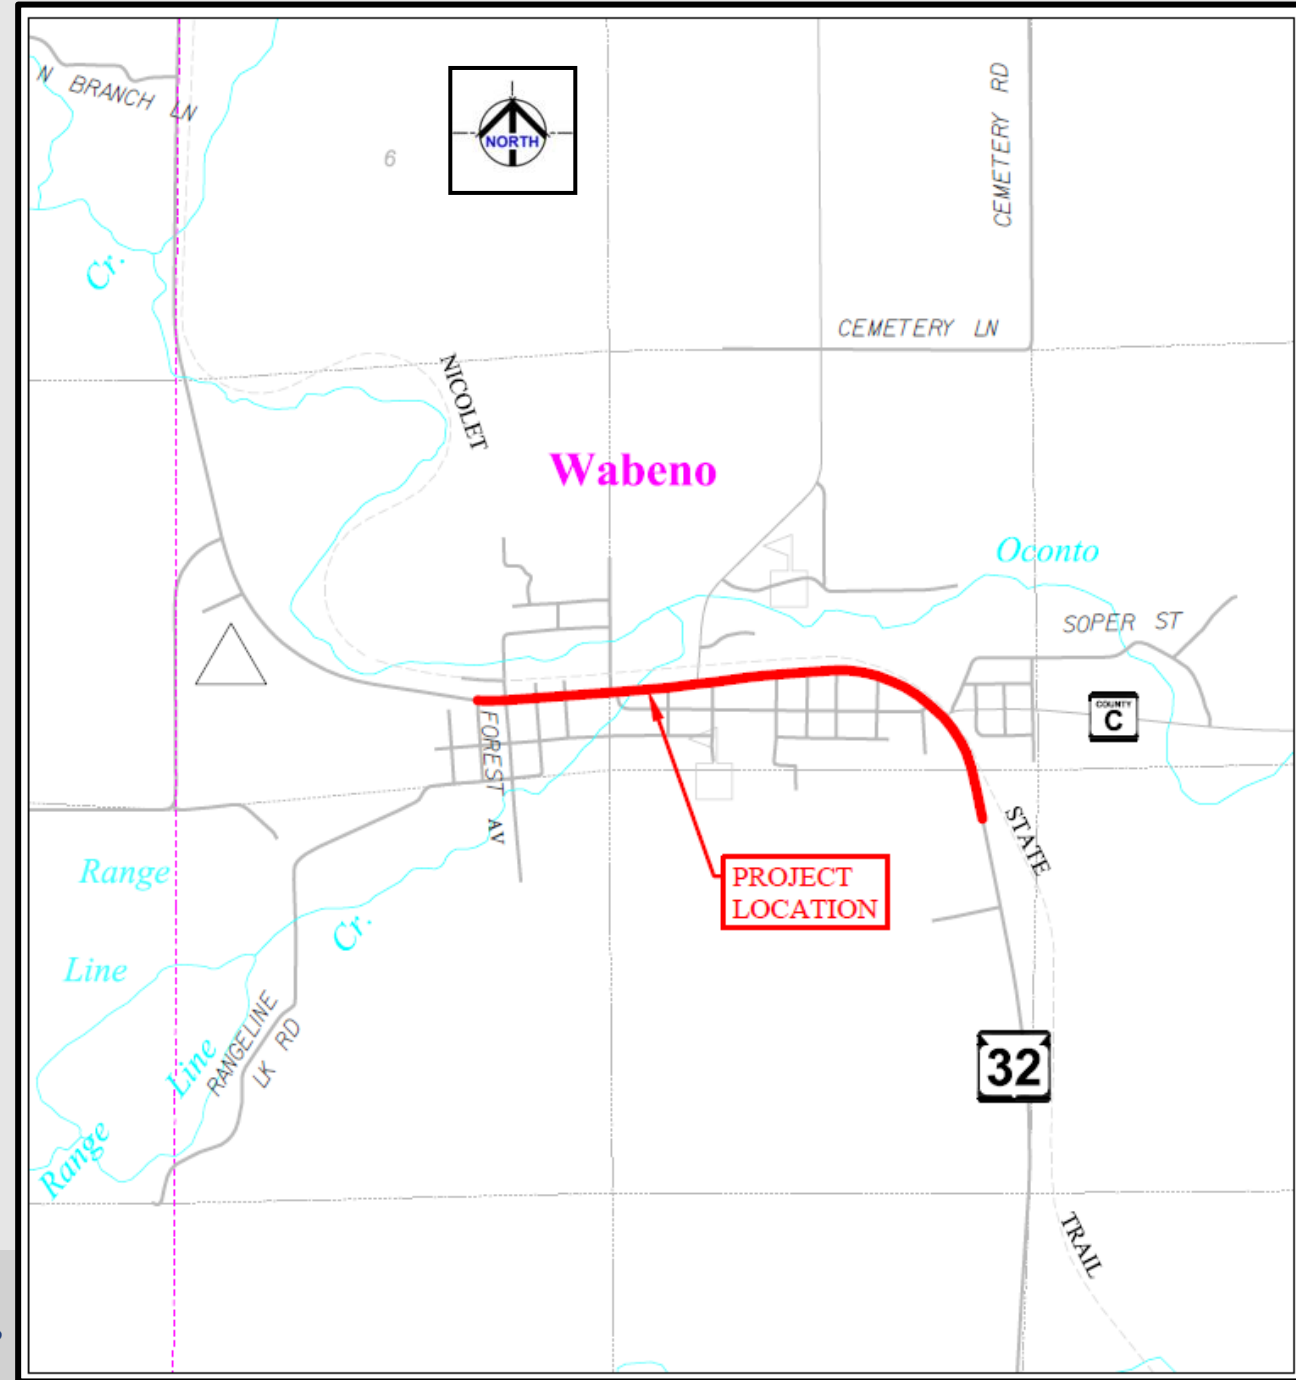 N BRANCH LN
CEMETERY RD
NORTH
6
Cr.
CEMETERY LN
NICOLET
Wabeno
Oconto
SOPER ST
COUNTY
C
FOREST AV
STATE
PROJECT
LOCATION
Range
Line
Cr.
RANGELINE
LK RD
Line
Range
32
TRAIL